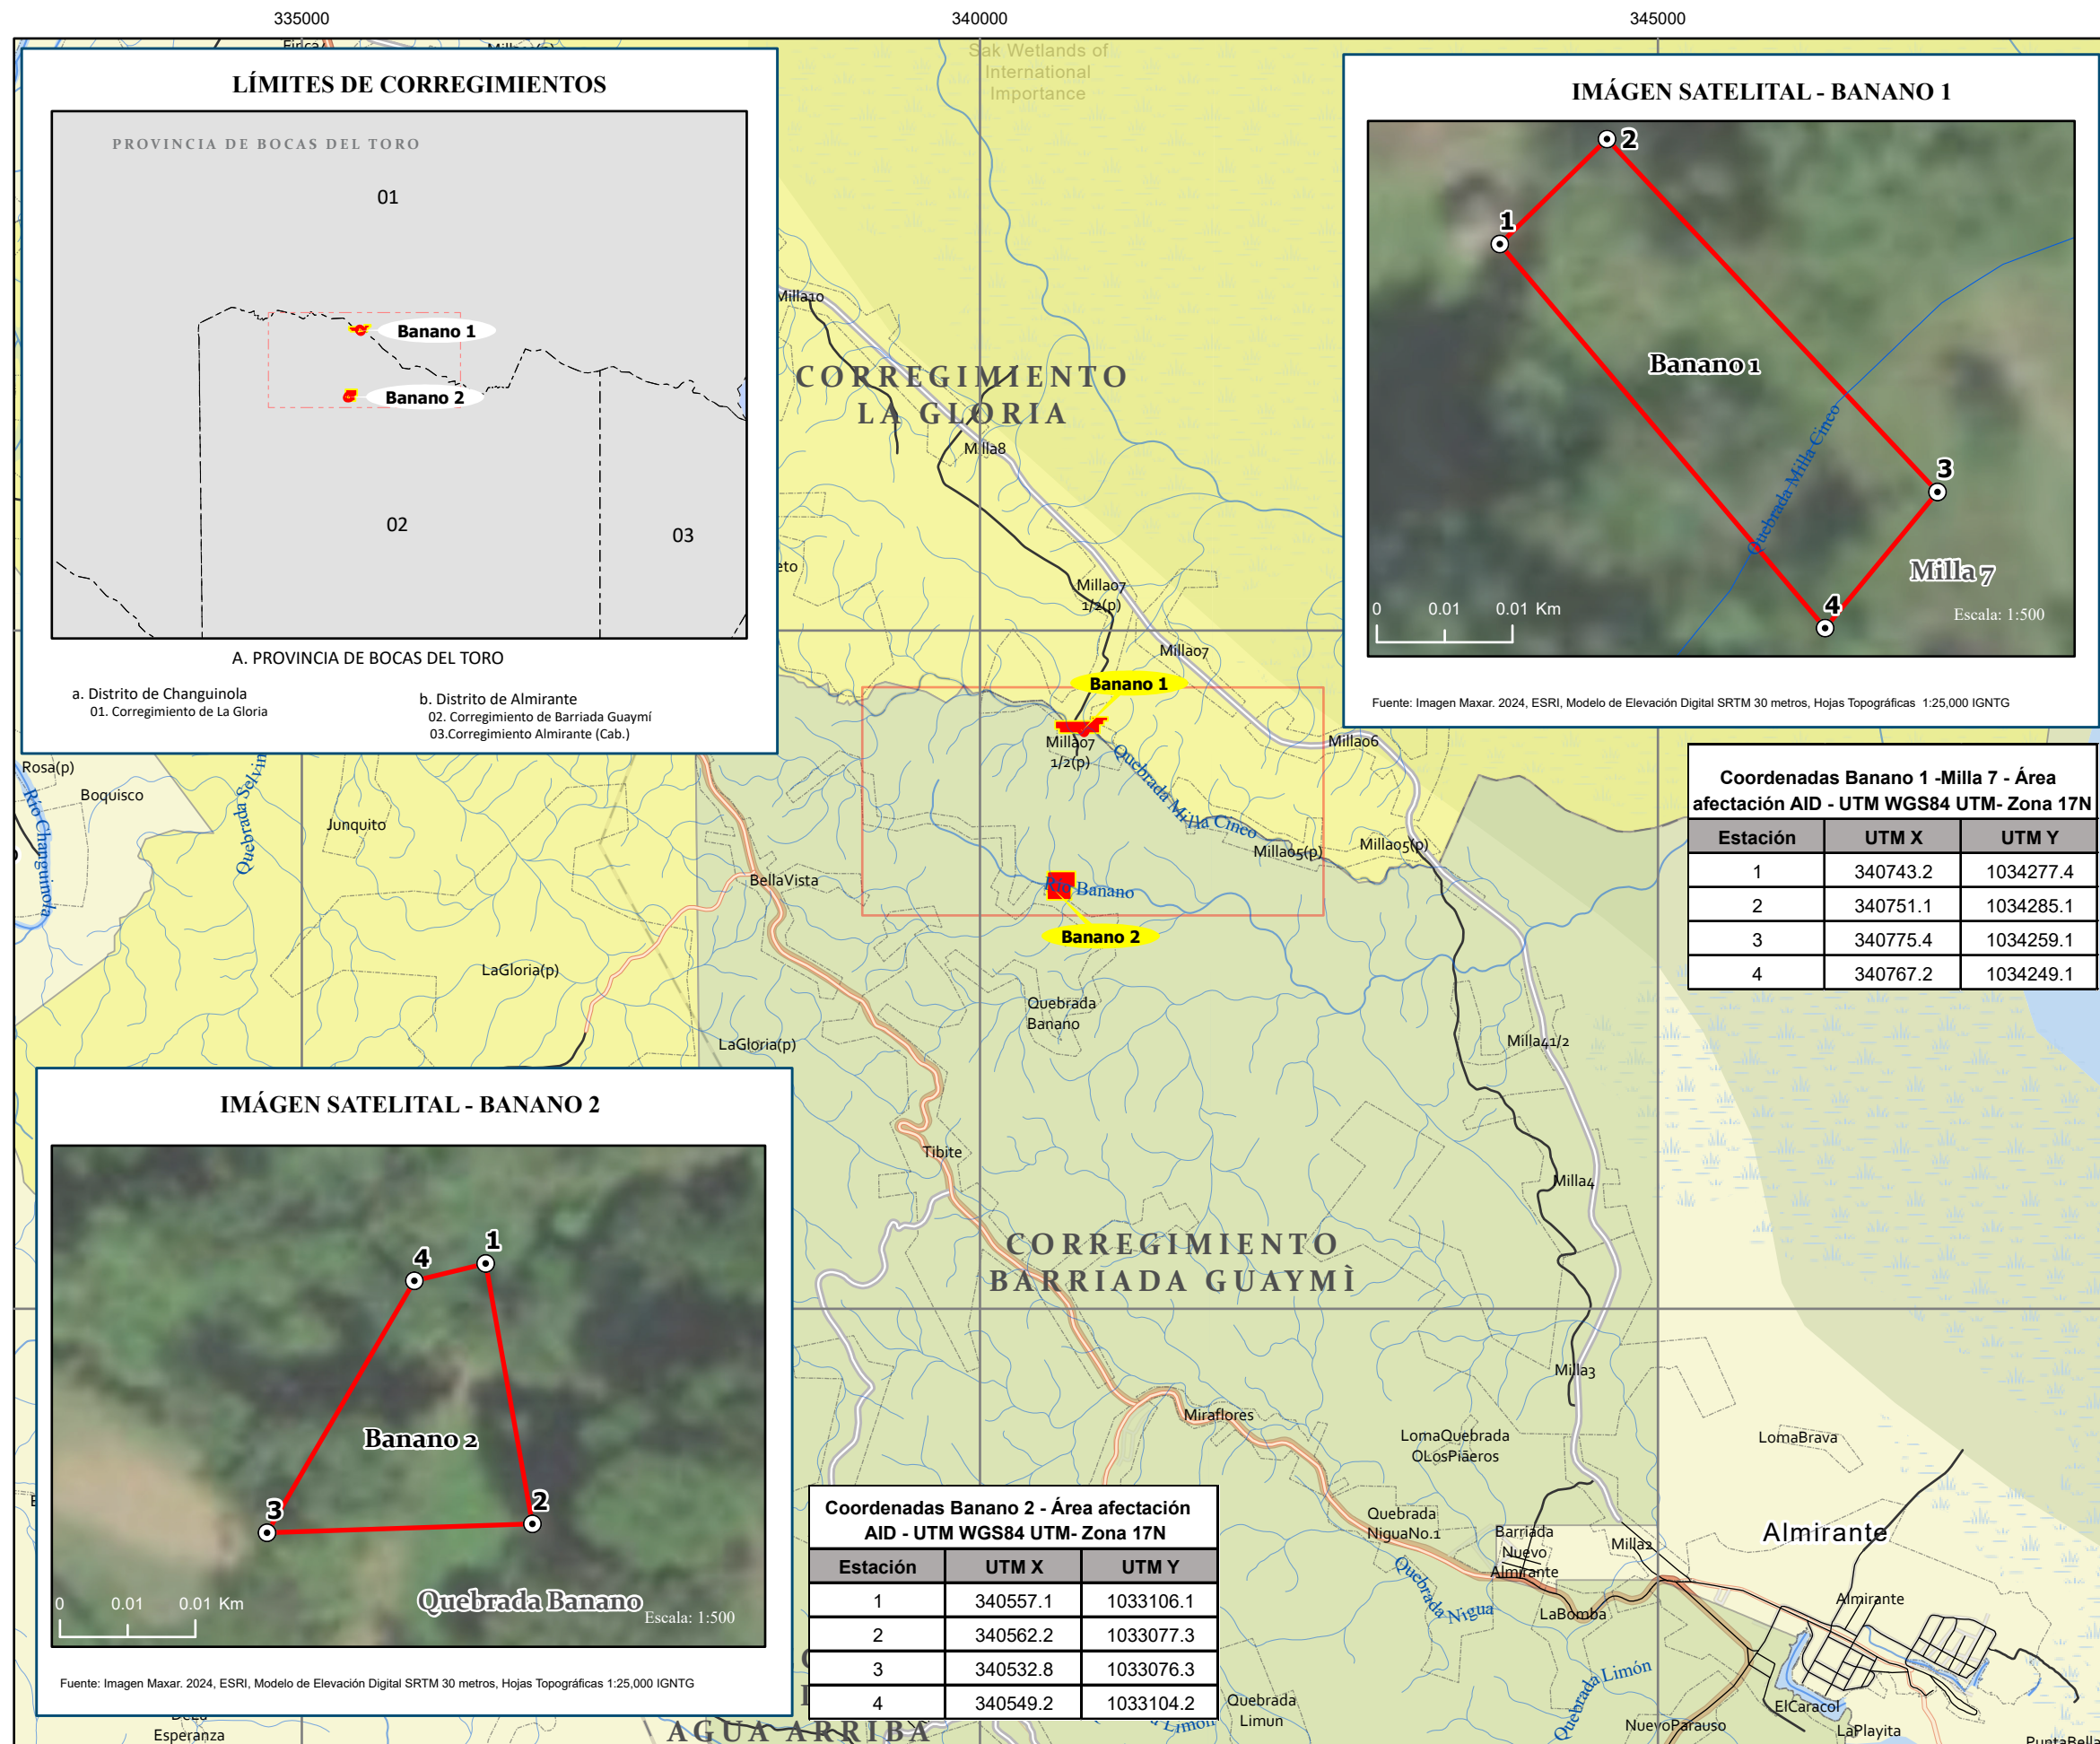 335000
340000
345000
LÍMITES DE CORREGIMIENTOS
PROVINCIA DE BOCAS DEL TORO
01
Banano 1
Banano 2
02
03
A. PROVINCIA DE BOCAS DEL TORO
a. Distrito de Changuinola
01. Corregimiento de La Gloria
b. Distrito de Almirante
02. Corregimiento de Barriada Guaymí
03.Corregimiento Almirante (Cab.)
Sak Wetlands of
International
Importance
IMÁGEN SATELITAL - BANANO 1
1
2
3
4
Banano 1
Quebrada Milla Cinco
Milla 7
0 0.01 0.01 Km
Escala: 1:500
Fuente: Imagen Maxar. 2024, ESRI, Modelo de Elevación Digital SRTM 30 metros, Hojas Topográficas 1:25,000 IGNTG
Milla10
CORREGIMIENTO
LA GLORIA
Milla8
Milla07
1/2(p)
Milla07
Banano 1
Milla07
1/2(p)
Milla06
Quebrada Milla Cinco
Milla05(p)
Milla05(p)
Río Banano
Banano 2
Coordenadas Banano 1 -Milla 7 - Área
afectación AID - UTM WGS84 UTM- Zona 17N
Estación UTM X UTM Y
1 340743.2 1034277.4
2 340751.1 1034285.1
3 340775.4 1034259.1
4 340767.2 1034249.1
Rosa(p)
Boquisco
Río Changuinola
Quebrada Selvin
Junquito
BellaVista
LaGloria(p)
LaGloria(p)
Quebrada
Banano
Milla41/2
Tibite
Milla4
CORREGIMIENTO
BARRIADA GUAYMÌ
IMÁGEN SATELITAL - BANANO 2
4
1
Banano 2
3
2
Quebrada Banano
0 0.01 0.01 Km
Escala: 1:500
Fuente: Imagen Maxar. 2024, ESRI, Modelo de Elevación Digital SRTM 30 metros, Hojas Topográficas 1:25,000 IGNTG
Milla3
Miraflores
LomaQuebrada
OLosPiãeros
LomaBrava
Coordenadas Banano 2 - Área afectación
AID - UTM WGS84 UTM- Zona 17N
Estación UTM X UTM Y
1 340557.1 1033106.1
2 340562.2 1033077.3
3 340532.8 1033076.3
4 340549.2 1033104.2
Quebrada
NiguaNo.1
Barriada
Nuevo
Almirante
Milla2
Almirante
Almirante
Quebrada Nigua
LaBomba
Quebrada Limón
Quebrada
Limun
ElCaracol
NuevoParauso
LaPlayita
Esperanza
AGUA ARRIBA
Limón